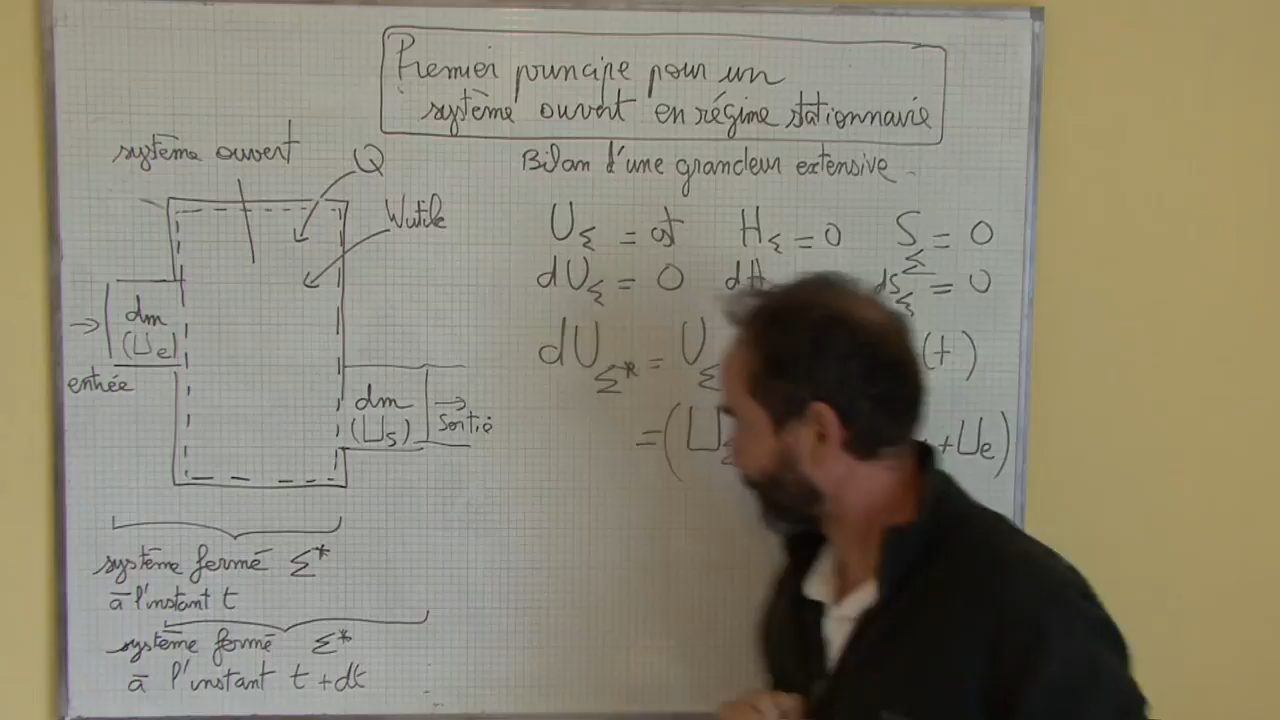 Premier principe pour un
système ouvert en régime stationnaire
système ouvert
Q
Bilan d'une grandeur extensive.
Wutile
U_Σ = cst H_Σ = 0 S_Σ = 0
dU_Σ = 0 dH dS_Σ = 0
→ dm
(U_e)
entrée
dU_Σ* = U_Σ (t)
dm →
(U_s) Sortie
= (U_Σ + U_e)
système fermé Σ*
à l'instant t
système fermé Σ*
à l'instant t + dt